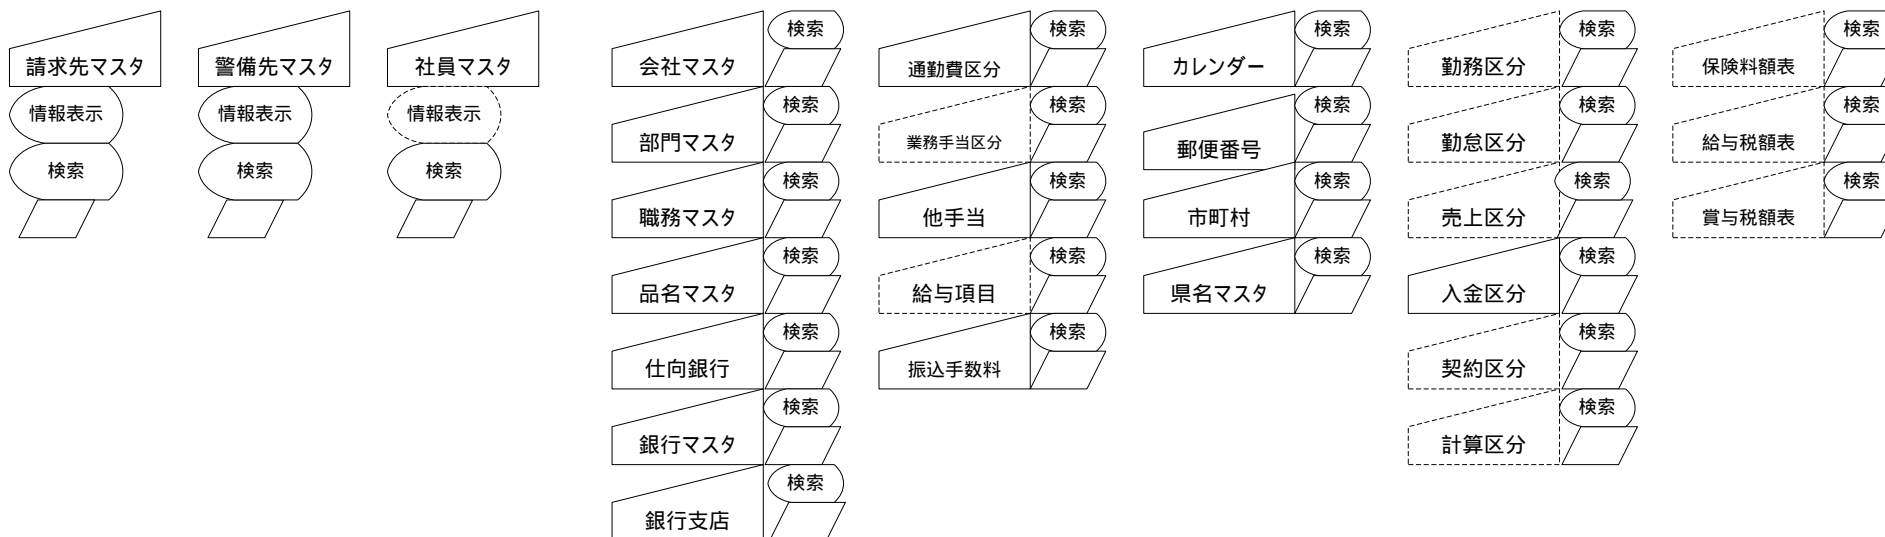 請求先マスタ
情報表示
検索
警備先マスタ
情報表示
検索
社員マスタ
情報表示
検索
検索
会社マスタ
検索
部門マスタ
検索
職務マスタ
検索
品名マスタ
検索
仕向銀行
検索
銀行マスタ
検索
銀行支店
検索
通勤費区分
検索
業務手当区分
検索
他手当
検索
給与項目
検索
振込手数料
検索
カレンダー
検索
郵便番号
検索
市町村
検索
県名マスタ
検索
勤務区分
検索
勤怠区分
検索
売上区分
検索
入金区分
検索
契約区分
検索
計算区分
検索
保険料額表
検索
給与税額表
検索
賞与税額表